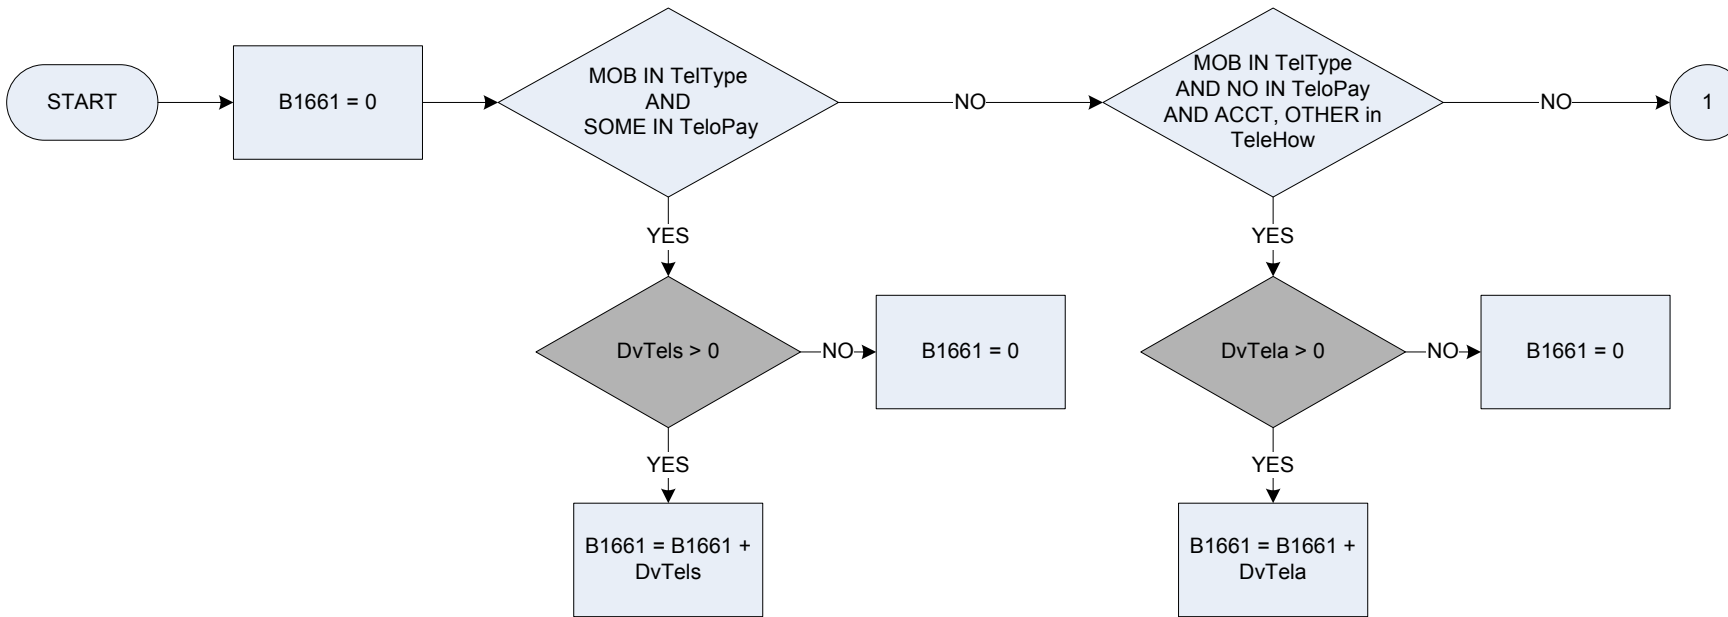 START
B1661 = 0
MOB IN TelType
AND
SOME IN TeloPay
NO
MOB IN TelType
AND NO IN TeloPay
AND ACCT, OTHER in
TeleHow
NO
1
YES
YES
DvTels > 0
NO
B1661 = 0
DvTela > 0
NO
B1661 = 0
YES
YES
B1661 = B1661 +
DvTels
B1661 = B1661 +
DvTela